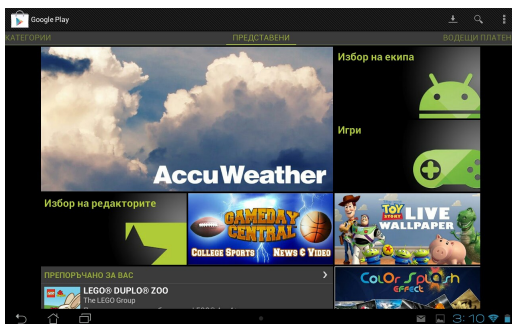 Google Play
КАТЕГОРИИ
ПРЕДСТАВЕНИ
ВОДЕЩИ ПЛАТЕН
AccuWeather
Избор на екипа
Игри
Избор на редакторите
GAMEDAY
CENTRAL
COLLEGE SPORTS NEWS & VIDEO
TOY STORY
LIVE
WALLPAPER
COLOr SpLOsh
EFFECT
ПРЕПОРЪЧАНО ЗА ВАС
LEGO® DUPLO® ZOO
The LEGO Group
3:10